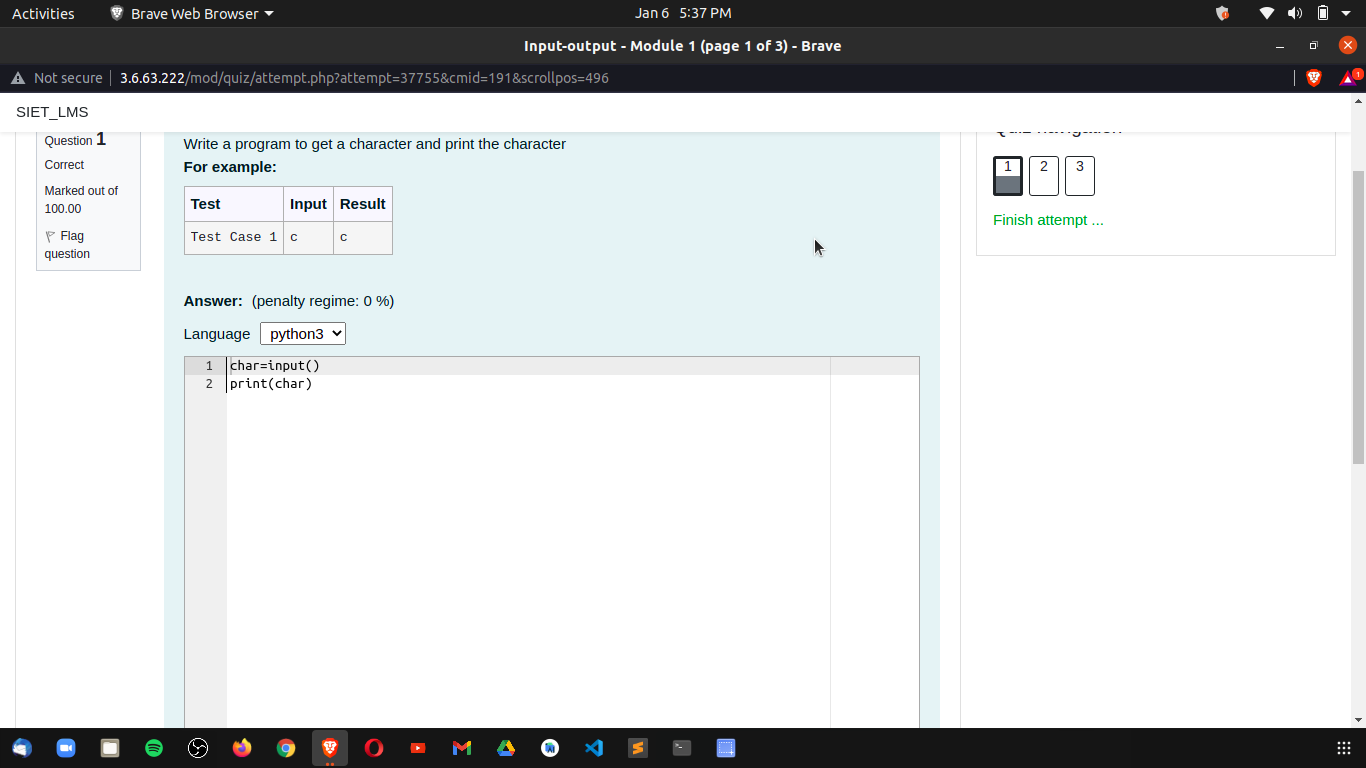 Activities Brave Web Browser Jan 6 5:37 PM
Input-output - Module 1 (page 1 of 3) - Brave
Not secure 3.6.63.222/mod/quiz/attempt.php?attempt=37755&cmid=191&scrollpos=496 1
SIET_LMS
Question 1
Correct
Marked out of
100.00
Flag
question
Write a program to get a character and print the character
For example:
Test Input Result
Test Case 1 c c
Answer: (penalty regime: 0 %)
Language python3
1 char=input()
2 print(char)
Quiz navigation
1 2 3
Finish attempt ...